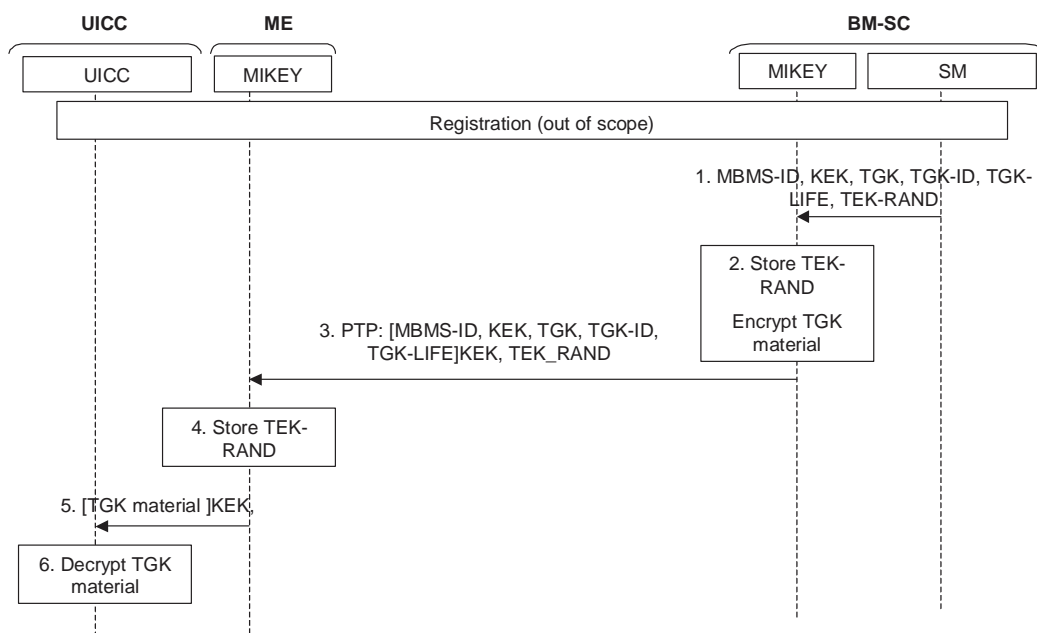 UICC
ME
BM-SC
UICC
MIKEY
MIKEY
SM
Registration (out of scope)
1. MBMS-ID, KEK, TGK, TGK-ID, TGK-
LIFE, TEK-RAND
2. Store TEK-
RAND
Encrypt TGK
material
3. PTP: [MBMS-ID, KEK, TGK, TGK-ID,
TGK-LIFE]KEK, TEK_RAND
4. Store TEK-
RAND
5. [TGK material ]KEK,
6. Decrypt TGK
material